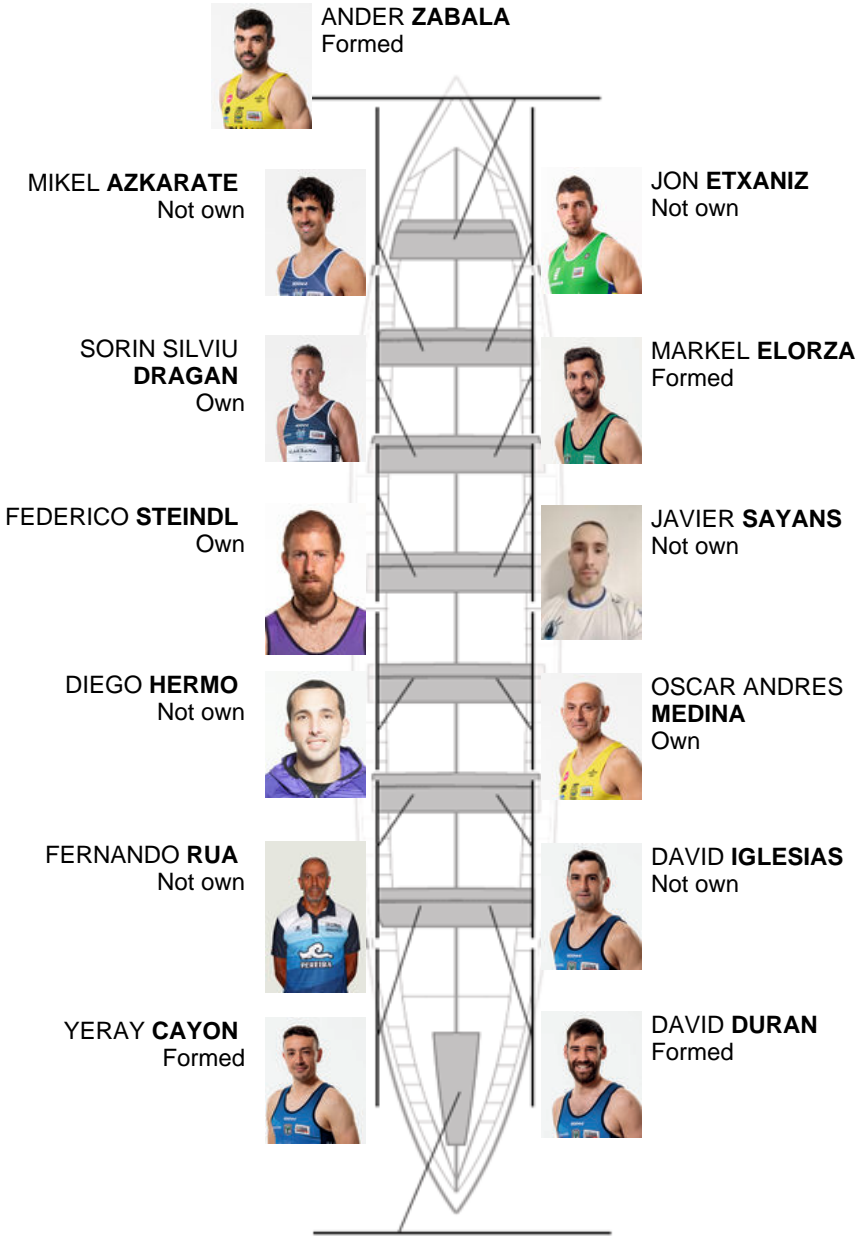 ANDER ZABALA
Formed
MIKEL AZKARATE
Not own
JON ETXANIZ
Not own
SORIN SILVIU
DRAGAN
Own
MARKEL ELORZA
Formed
FEDERICO STEINDL
Own
JAVIER SAYANS
Not own
DIEGO HERMO
Not own
OSCAR ANDRES
MEDINA
Own
FERNANDO RUA
Not own
DAVID IGLESIAS
Not own
PEREIRA
YERAY CAYON
Formed
DAVID DURAN
Formed